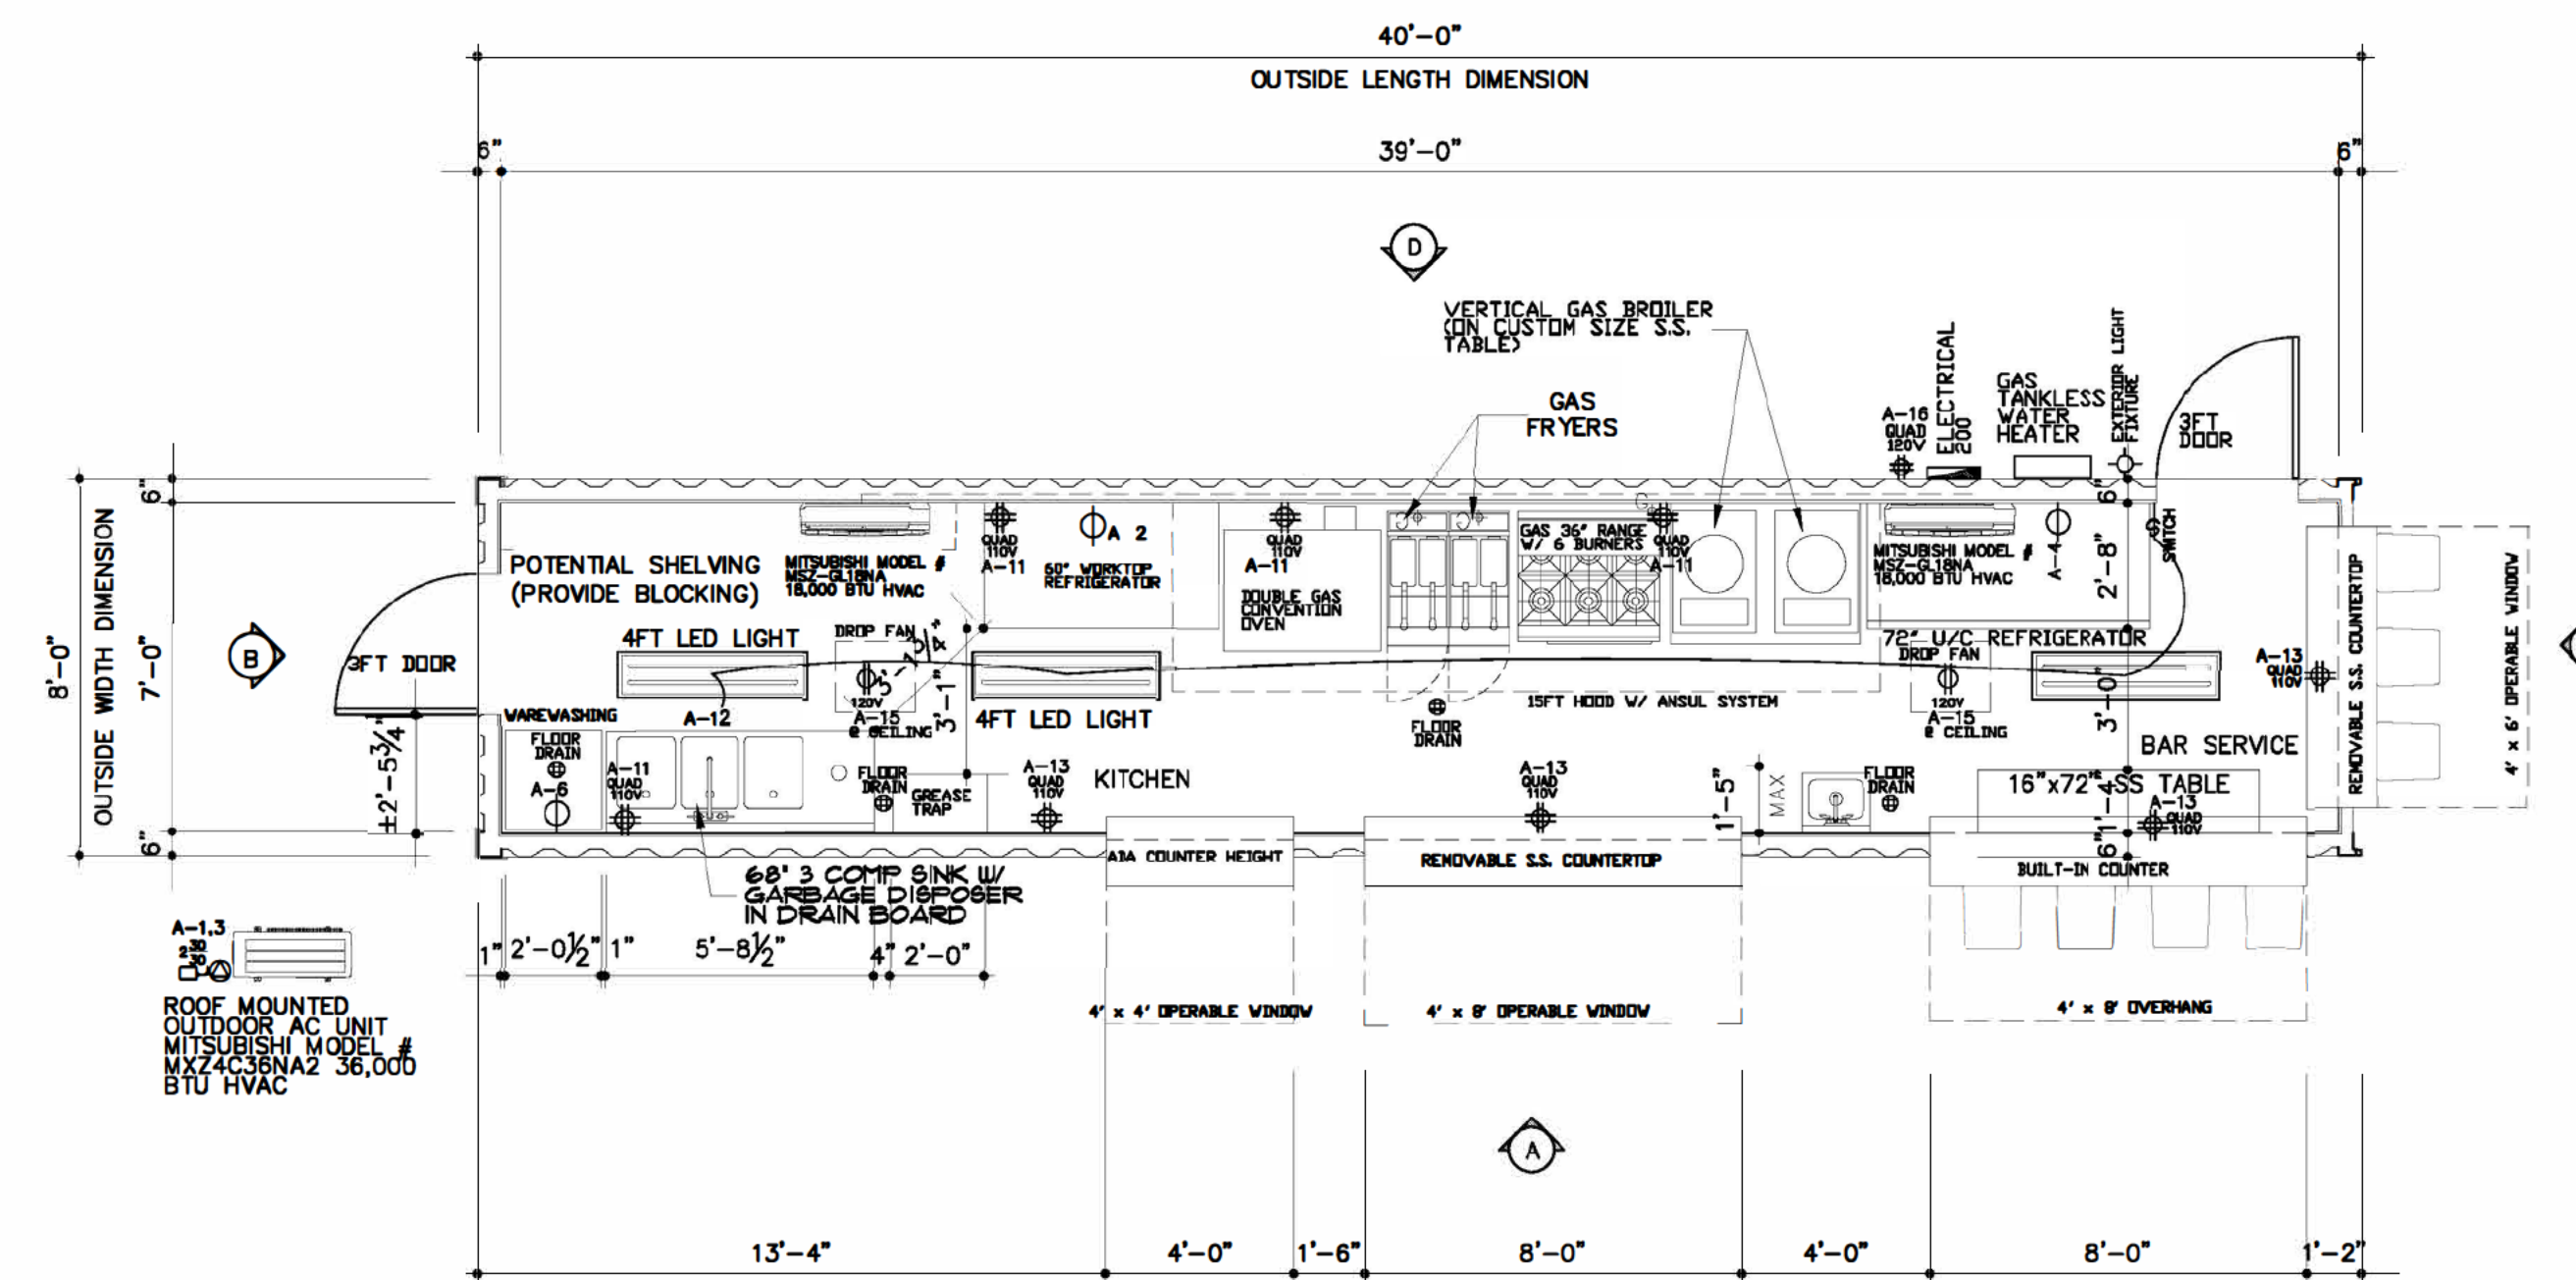 40'-0"
OUTSIDE LENGTH DIMENSION
6"
39'-0"
6"
D
VERTICAL GAS BROILER
(ON CUSTOM SIZE S.S.
TABLE)
GAS
FRYERS
A-16
QUAD
120V
ELECTRICAL
200
GAS
TANKLESS
WATER
HEATER
EXTERIOR LIGHT
FIXTURE
3FT
DOOR
8'-0"
OUTSIDE WIDTH DIMENSION
6"
7'-0"
6"
B
3FT DOOR
±2'-5¾"
POTENTIAL SHELVING
(PROVIDE BLOCKING)
MITSUBISHI MODEL #
MSZ-GL18NA
18,000 BTU HVAC
QUAD
110V
A-11
A 2
60" WORKTOP
REFRIGERATOR
QUAD
110V
A-11
DOUBLE GAS
CONVENTION
OVEN
GAS 36" RANGE
W/ 6 BURNERS
G
QUAD
110V
A-11
MITSUBISHI MODEL #
MSZ-GL18NA
18,000 BTU HVAC
A-4
6"
2'-8"
$
SWITCH
4FT LED LIGHT
DROP FAN
120V
A-15
@ CEILING
3'-1"
4FT LED LIGHT
A-12
15FT HOOD W/ ANSUL SYSTEM
FLOOR
DRAIN
72" U/C REFRIGERATOR
DROP FAN
120V
A-15
@ CEILING
3'-0"
A-13
QUAD
110V
REMOVABLE S.S. COUNTERTOP
4' x 6' OPERABLE WINDOW
WAREWASHING
FLOOR
DRAIN
A-6
A-11
QUAD
110V
FLOOR
DRAIN
GREASE
TRAP
A-13
QUAD
110V
KITCHEN
A-13
QUAD
110V
1'-5"
MAX
FLOOR
DRAIN
BAR SERVICE
16"x72" SS TABLE
1'-4"
A-13
QUAD
110V
6"
68" 3 COMP SINK W/
GARBAGE DISPOSER
IN DRAIN BOARD
ADA COUNTER HEIGHT
REMOVABLE S.S. COUNTERTOP
BUILT-IN COUNTER
1"
2'-0½"
1"
5'-8½"
4"
2'-0"
A-1,3
2
30
30
ROOF MOUNTED
OUTDOOR AC UNIT
MITSUBISHI MODEL #
MXZ4C36NA2 36,000
BTU HVAC
4' x 4' OPERABLE WINDOW
4' x 8' OPERABLE WINDOW
4' x 8' OVERHANG
A
13'-4"
4'-0"
1'-6"
8'-0"
4'-0"
8'-0"
1'-2"